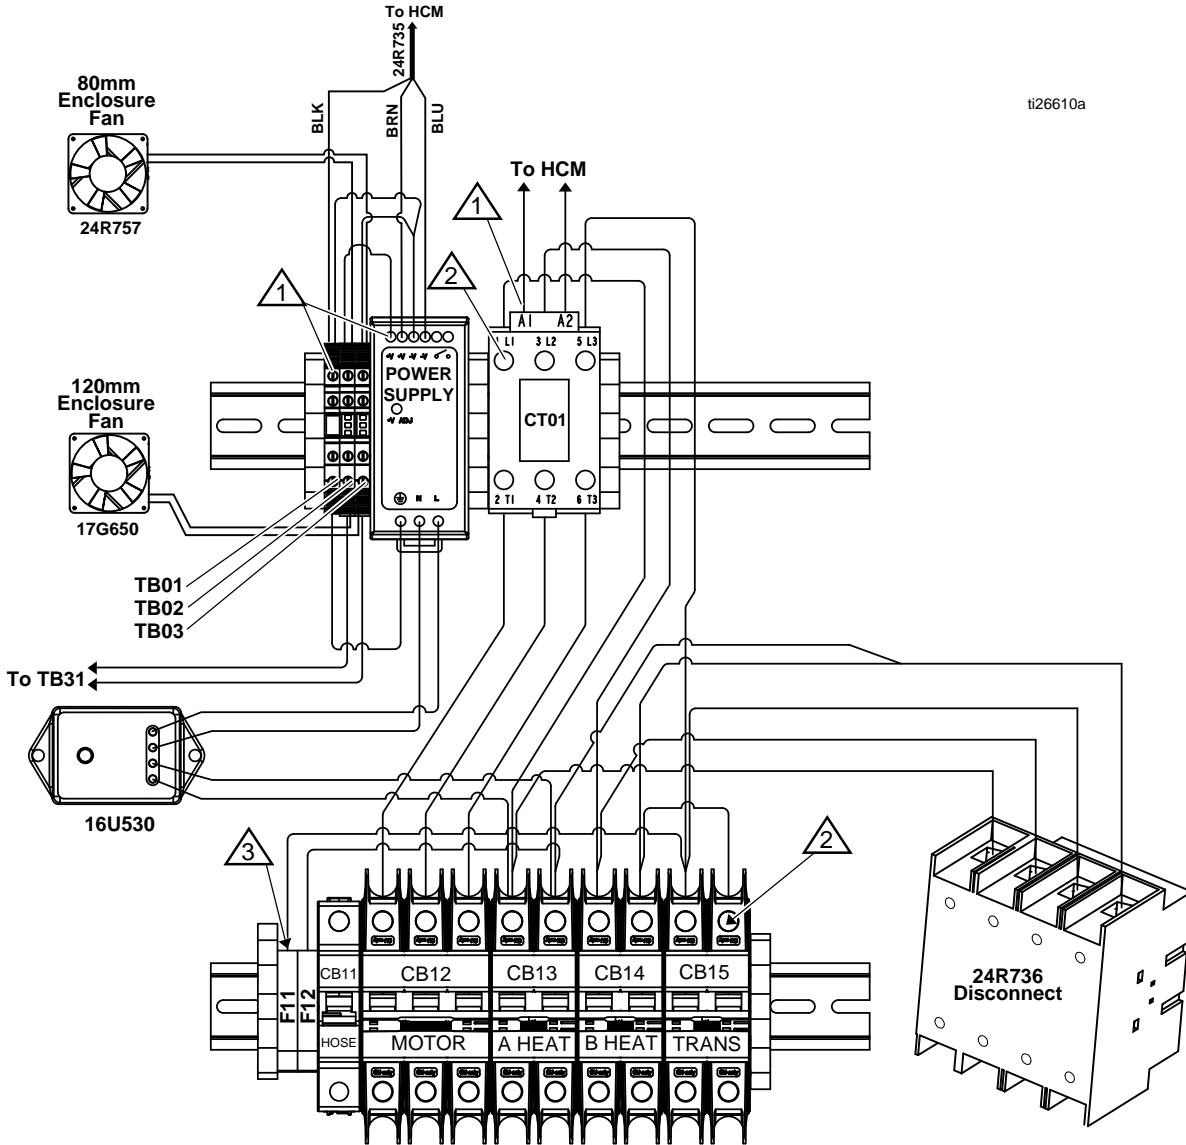 To HCM
24R735
80mm
Enclosure
Fan
24R757
BLK
BRN
BLU
ti26610a
To HCM
1
2
1
A1 A2
1 L1 3 L2 5 L3
+V +V -V -V
POWER
SUPPLY
+V ADJ
CT01
N L
2 T1 4 T2 6 T3
120mm
Enclosure
Fan
17G650
TB01
TB02
TB03
To TB31
16U530
3
2
F11
F12
CB11
CB12
CB13
CB14
CB15
HOSE
MOTOR
A HEAT
B HEAT
TRANS
24R736
Disconnect